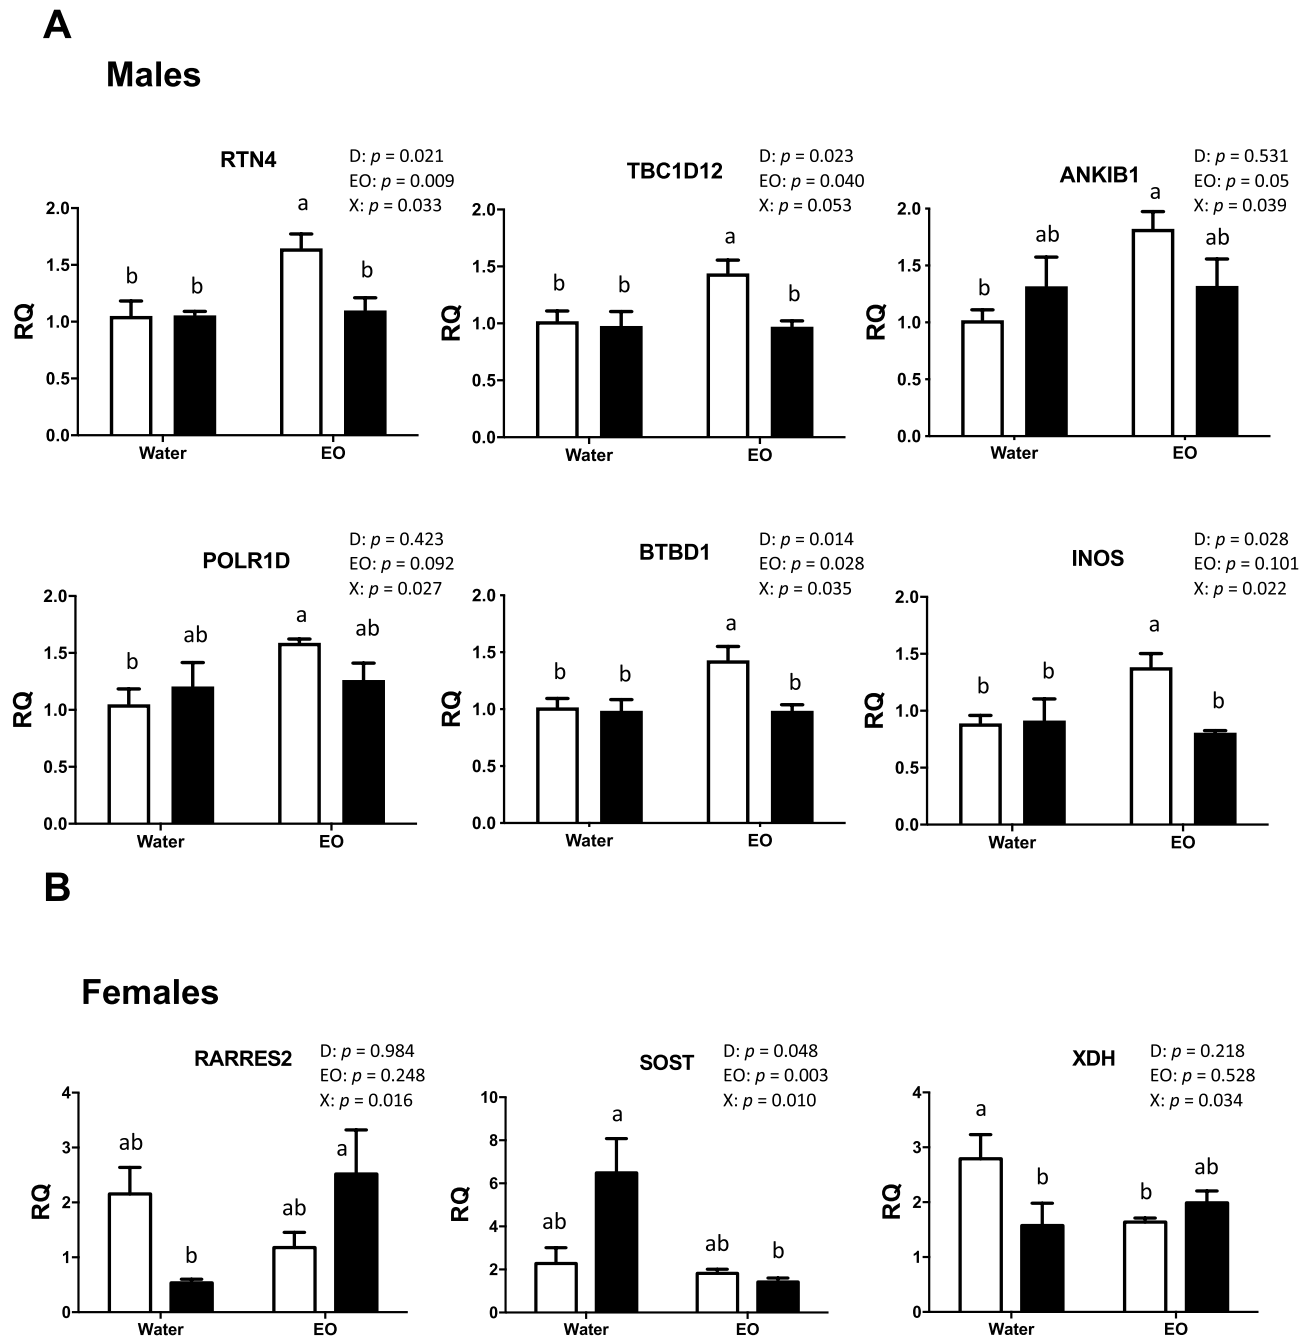 A
Males
RTN4
D: p = 0.021
EO: p = 0.009
X: p = 0.033
2.0
1.5
1.0
0.5
0.0
RQ
b
b
a
b
Water
EO
TBC1D12
D: p = 0.023
EO: p = 0.040
X: p = 0.053
2.0
1.5
1.0
0.5
0.0
RQ
b
b
a
b
Water
EO
ANKIB1
D: p = 0.531
EO: p = 0.05
X: p = 0.039
2.0
1.5
1.0
0.5
0.0
RQ
b
ab
a
ab
Water
EO
POLR1D
D: p = 0.423
EO: p = 0.092
X: p = 0.027
2.0
1.5
1.0
0.5
0.0
RQ
b
ab
a
ab
Water
EO
BTBD1
D: p = 0.014
EO: p = 0.028
X: p = 0.035
2.0
1.5
1.0
0.5
0.0
RQ
b
b
a
b
Water
EO
INOS
D: p = 0.028
EO: p = 0.101
X: p = 0.022
2.0
1.5
1.0
0.5
0.0
RQ
b
b
a
b
Water
EO
B
Females
RARRES2
D: p = 0.984
EO: p = 0.248
X: p = 0.016
4
3
2
1
0
RQ
ab
b
ab
a
Water
EO
SOST
D: p = 0.048
EO: p = 0.003
X: p = 0.010
10
8
6
4
2
0
RQ
ab
a
ab
b
Water
EO
XDH
D: p = 0.218
EO: p = 0.528
X: p = 0.034
4
3
2
1
0
RQ
a
b
b
ab
Water
EO